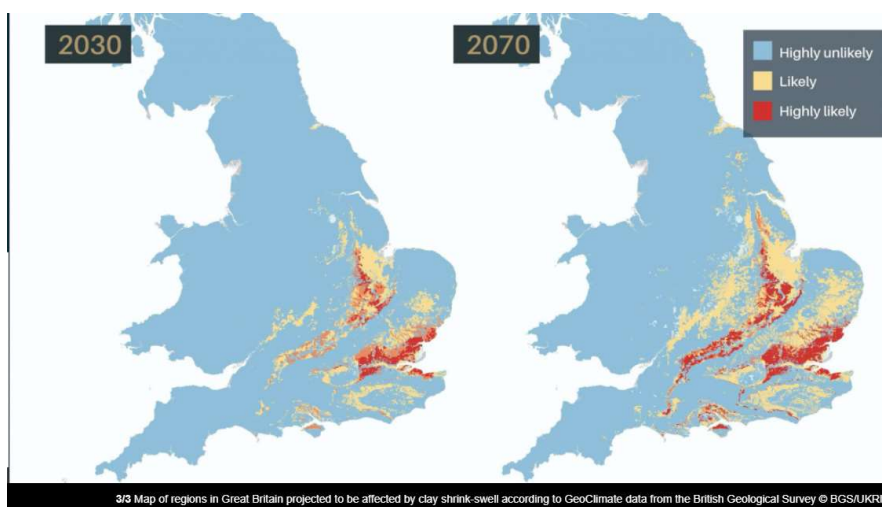 2030
2070
Highly unlikely
Likely
Highly likely
3/3 Map of regions in Great Britain projected to be affected by clay shrink-swell according to GeoClimate data from the British Geological Survey © BGS/UKRI